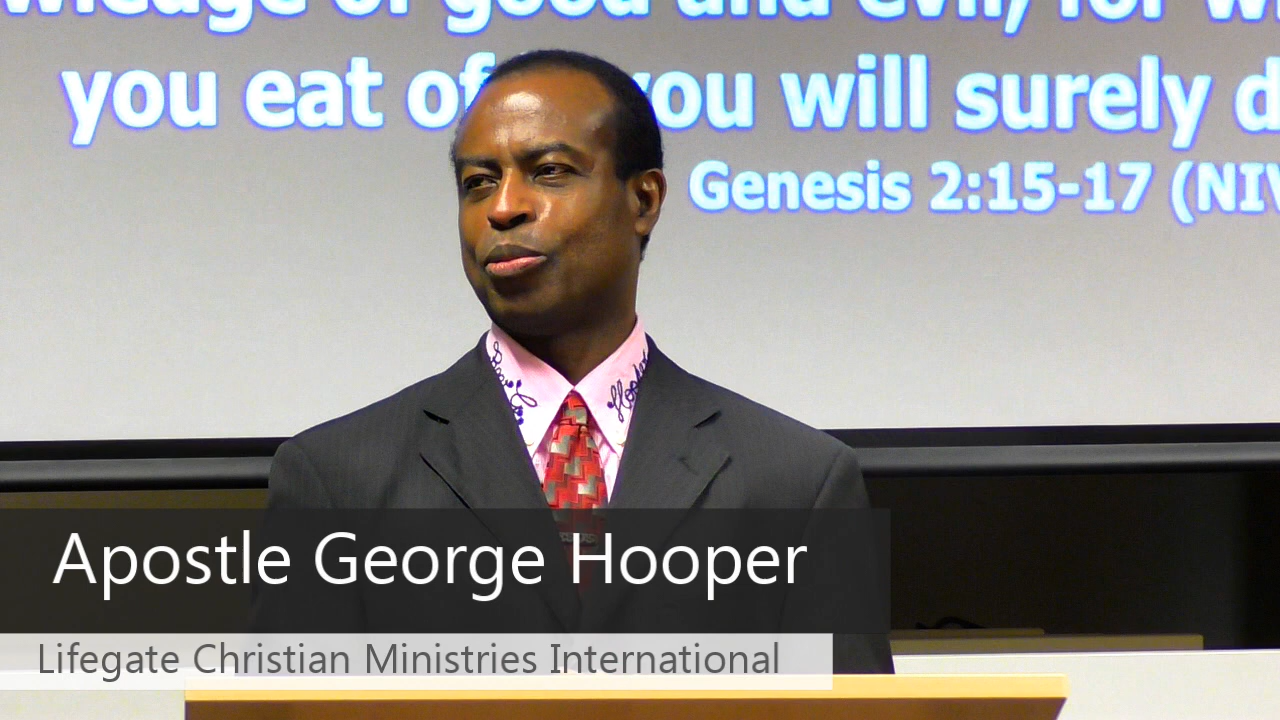 of good and evil, for
you eat of you will surely
Genesis 2:15-17
Hooper
Apostle George Hooper
Lifegate Christian Ministries International